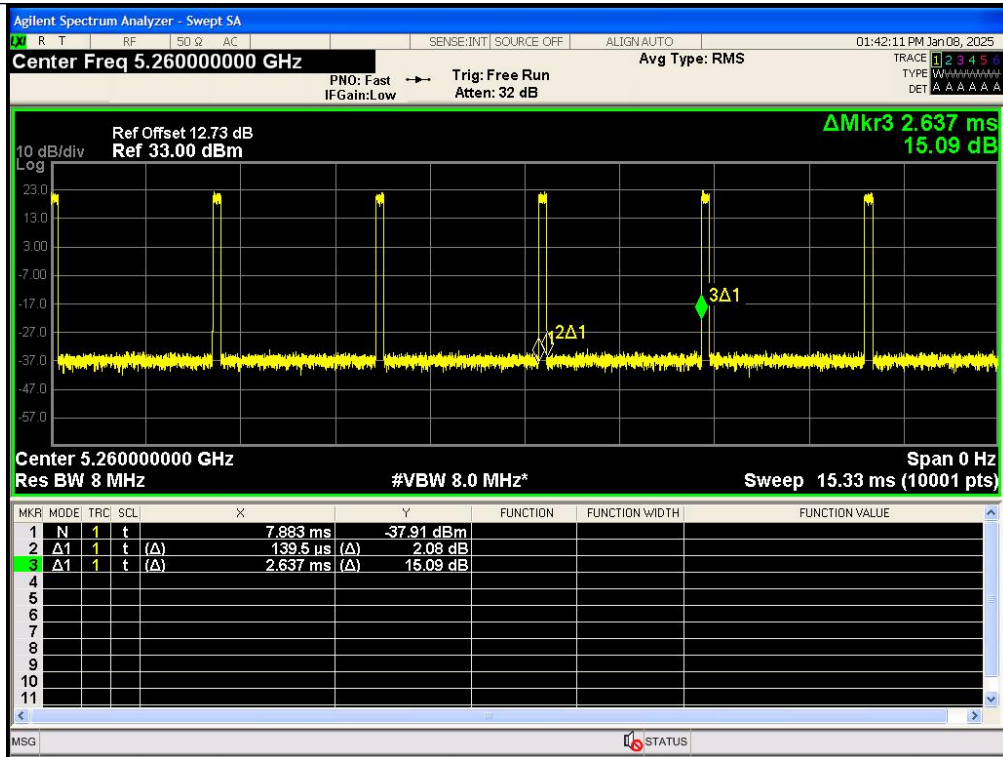 Agilent Spectrum Analyzer - Swept SA
LXI R T RF 50 Ω AC SENSE:INT SOURCE OFF ALIGN AUTO 01:42:11 PM Jan 08, 2025
Center Freq 5.260000000 GHz Avg Type: RMS TRACE 1 2 3 4 5 6
PNO: Fast Trig: Free Run TYPE W
IFGain:Low Atten: 32 dB DET A A A A A A
ΔMkr3 2.637 ms
Ref Offset 12.73 dB
10 dB/div Ref 33.00 dBm 15.09 dB
Log
23.0
13.0
3.00
-7.00
-17.0
3Δ1
-27.0
2Δ1
-37.0
-47.0
-57.0
Center 5.260000000 GHz Span 0 Hz
Res BW 8 MHz #VBW 8.0 MHz* Sweep 15.33 ms (10001 pts)
MKR MODE TRC SCL X Y FUNCTION FUNCTION WIDTH FUNCTION VALUE
1 N 1 t 7.883 ms -37.91 dBm
2 Δ1 1 t (Δ) 139.5 µs (Δ) 2.08 dB
3 Δ1 1 t (Δ) 2.637 ms (Δ) 15.09 dB
4
5
6
7
8
9
10
11
MSG STATUS